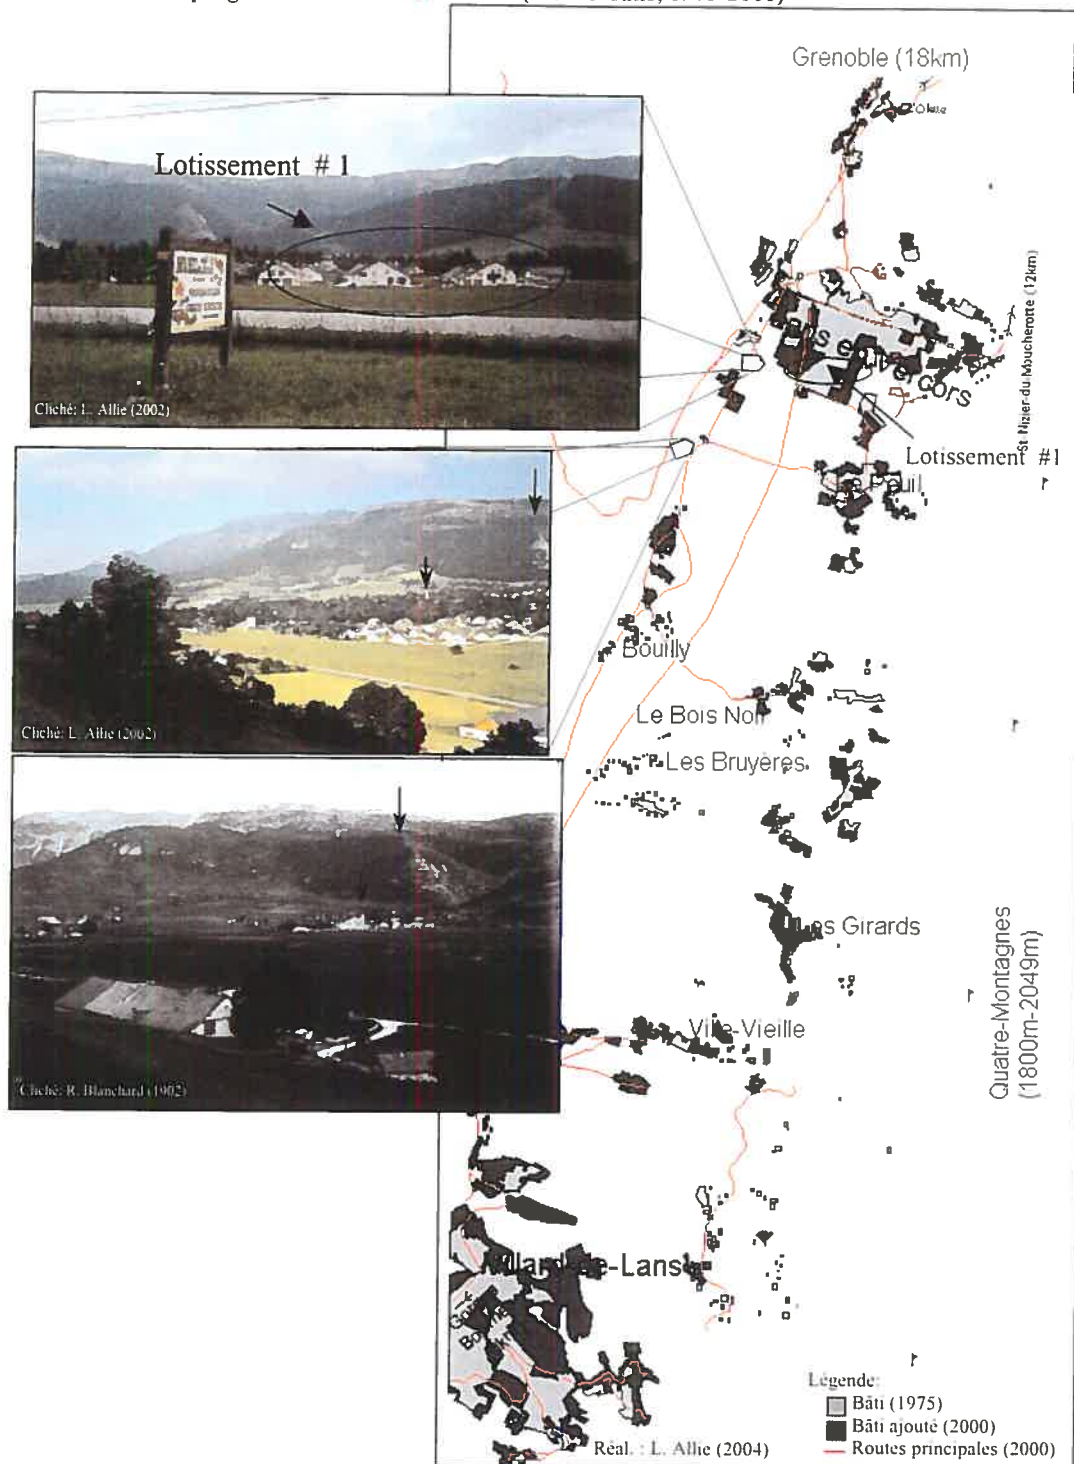 Grenoble (18km)
Lotissement # 1
Cliché: L. Allie (2002)
St-Nizier-du-Moucherotte (12km)
Lotissement #1
Cliché: L. Allie (2002)
Bouilly
Le Bois Noir
Les Bruyères
Les Girards
Quatre-Montagnes
(1800m-2049m)
Ville-Vieille
Cliché: R. Blanchard (1902)
Villard-de-Lans
Légende:
Bâti (1975)
Bâti ajouté (2000)
Routes principales (2000)
Réal. : L. Allie (2004)